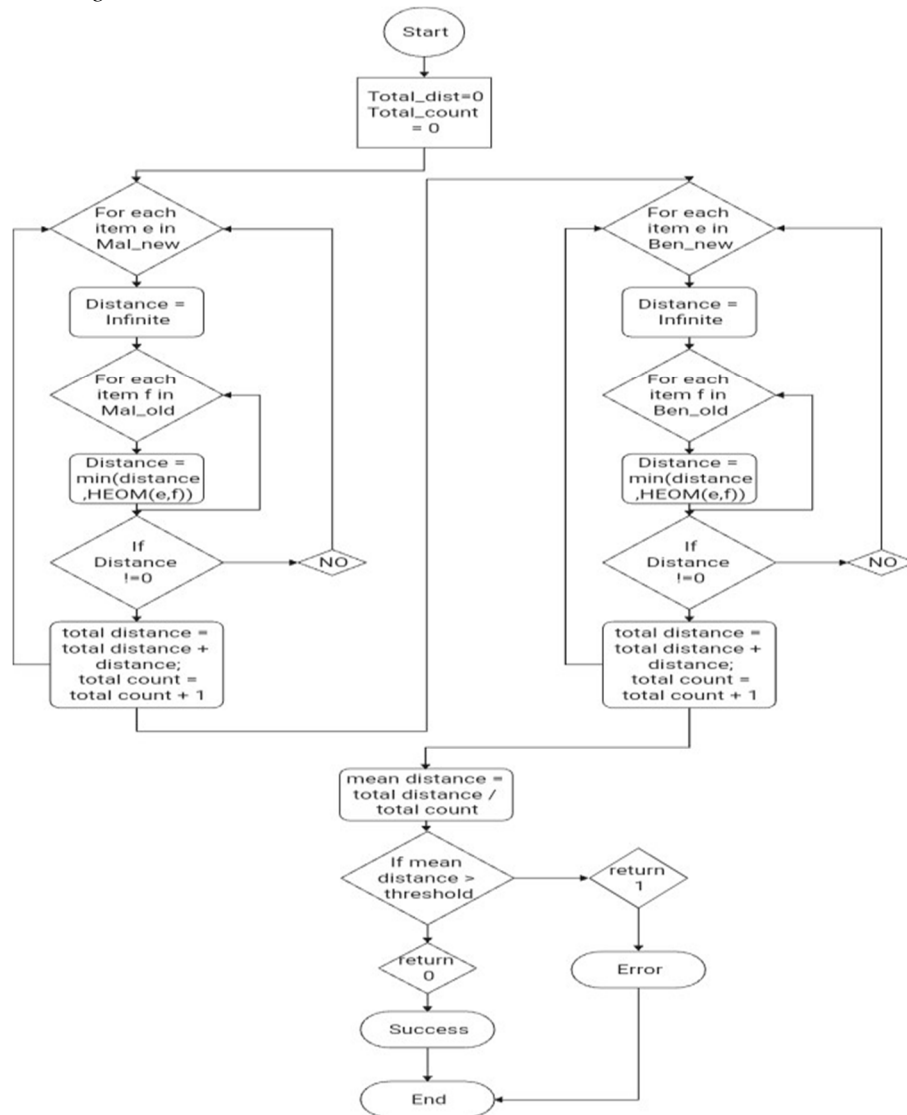 Start
Total_dist=0
Total_count
= 0
For each
item e in
Mal_new
Distance =
Infinite
For each
item f in
Mal_old
Distance =
min(distance
,HEOM(e,f))
If
Distance
!=0
NO
total distance =
total distance +
distance;
total count =
total count + 1
For each
item e in
Ben_new
Distance =
Infinite
For each
item f in
Ben_old
Distance =
min(distance
,HEOM(e,f))
If
Distance
!=0
NO
total distance =
total distance +
distance;
total count =
total count + 1
mean distance =
total distance /
total count
If mean
distance >
threshold
return
1
Error
return
0
Success
End